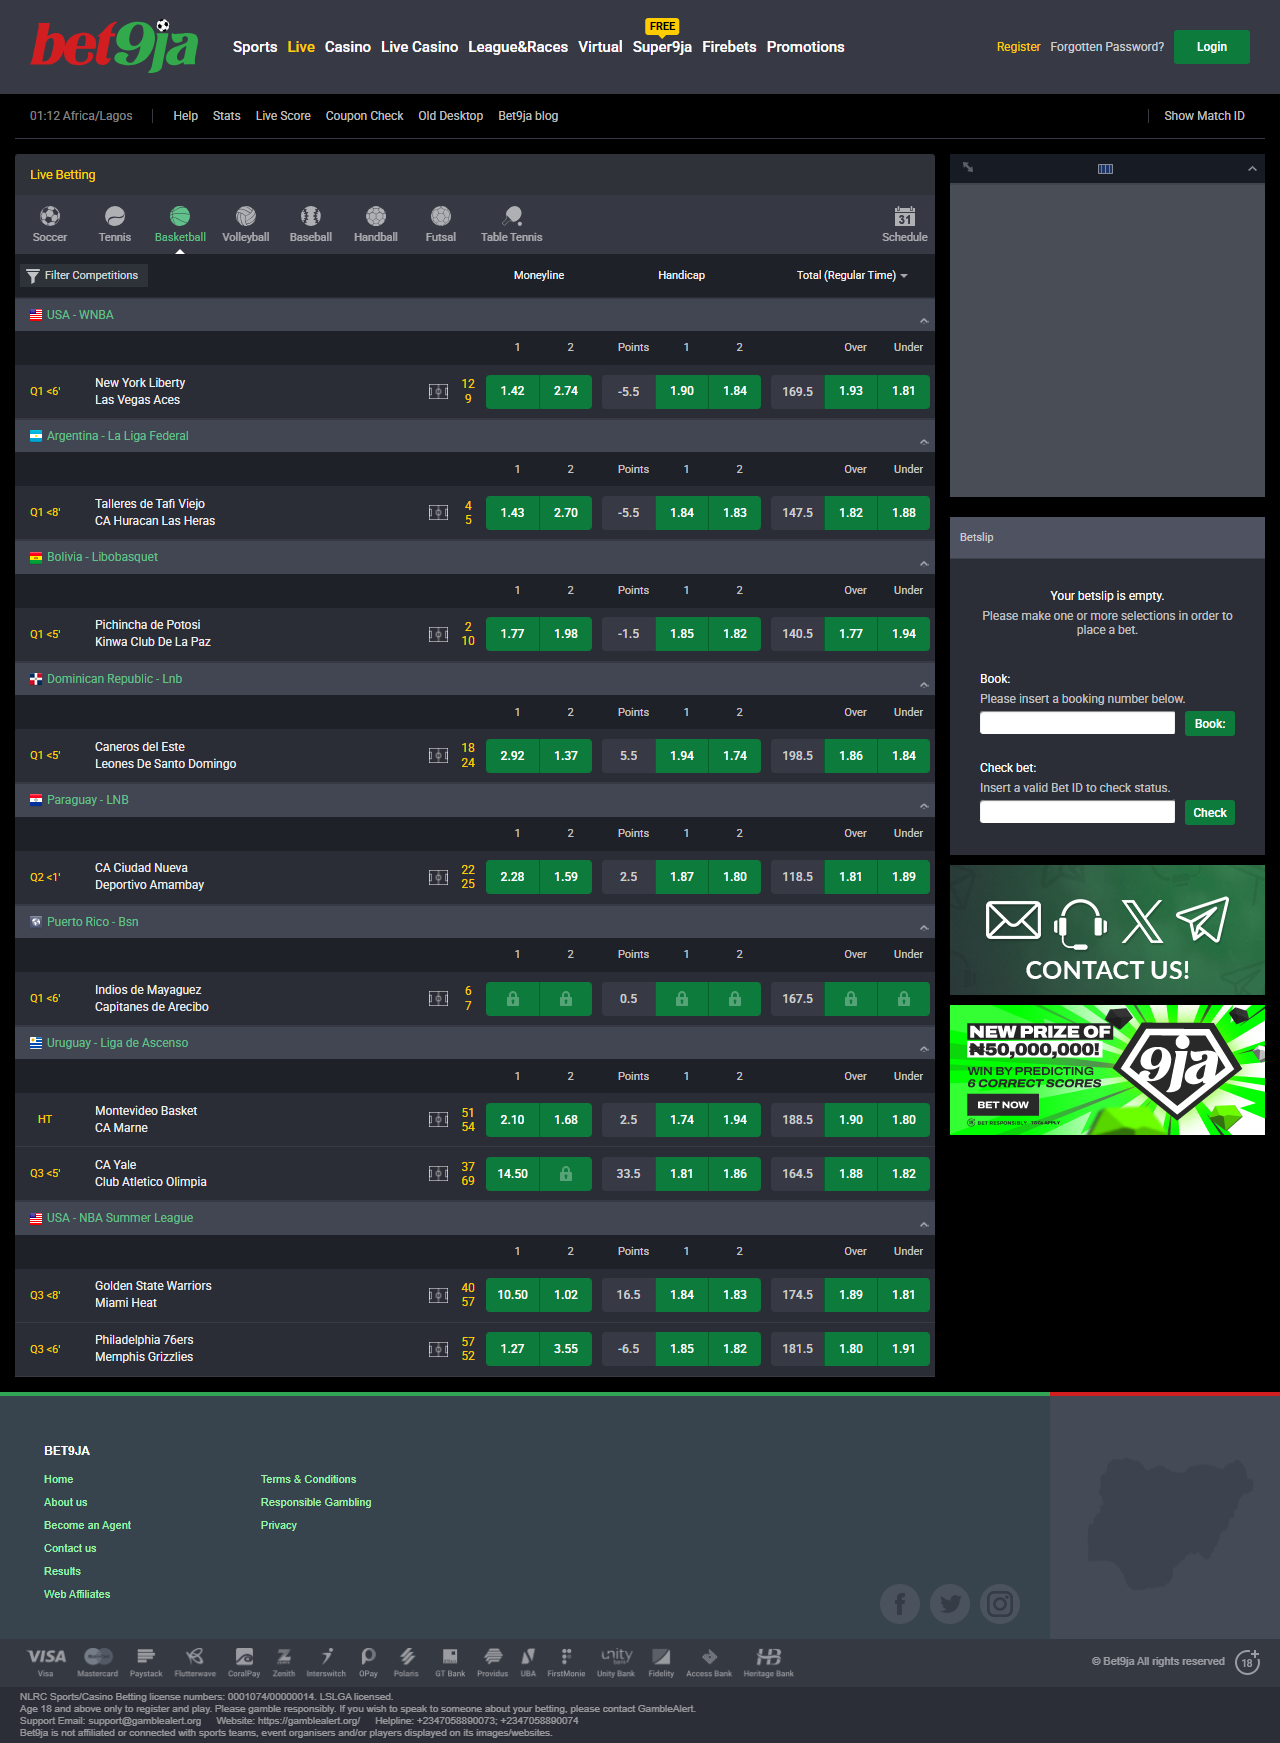 bet9ja
Sports Live Casino Live Casino League&Races Virtual Super9ja Firebets Promotions
FREE
Register Forgotten Password? Login
01:12 Africa/Lagos Help Stats Live Score Coupon Check Old Desktop Bet9ja blog Show Match ID
Live Betting
Soccer Tennis Basketball Volleyball Baseball Handball Futsal Table Tennis 31 Schedule
Filter Competitions Moneyline Handicap Total (Regular Time)
USA - WNBA
1 2 Points 1 2 Over Under
Q1 <6' New York Liberty 12 1.42 2.74 -5.5 1.90 1.84 169.5 1.93 1.81
Las Vegas Aces 9
Argentina - La Liga Federal
1 2 Points 1 2 Over Under
Q1 <8' Talleres de Tafi Viejo 4 1.43 2.70 -5.5 1.84 1.83 147.5 1.82 1.88
CA Huracan Las Heras 5
Bolivia - Libobasquet
1 2 Points 1 2 Over Under
Q1 <5' Pichincha de Potosi 2 1.77 1.98 -1.5 1.85 1.82 140.5 1.77 1.94
Kinwa Club De La Paz 10
Dominican Republic - Lnb
1 2 Points 1 2 Over Under
Q1 <5' Caneros del Este 18 2.92 1.37 5.5 1.94 1.74 198.5 1.86 1.84
Leones De Santo Domingo 24
Paraguay - LNB
1 2 Points 1 2 Over Under
Q2 <1' CA Ciudad Nueva 22 2.28 1.59 2.5 1.87 1.80 118.5 1.81 1.89
Deportivo Amambay 25
Puerto Rico - Bsn
1 2 Points 1 2 Over Under
Q1 <6' Indios de Mayaguez 6 0.5 167.5
Capitanes de Arecibo 7
Uruguay - Liga de Ascenso
1 2 Points 1 2 Over Under
HT Montevideo Basket 51 2.10 1.68 2.5 1.74 1.94 188.5 1.90 1.80
CA Marne 54
Q3 <5' CA Yale 37 14.50 33.5 1.81 1.86 164.5 1.88 1.82
Club Atletico Olimpia 69
USA - NBA Summer League
1 2 Points 1 2 Over Under
Q3 <8' Golden State Warriors 40 10.50 1.02 16.5 1.84 1.83 174.5 1.89 1.81
Miami Heat 57
Q3 <6' Philadelphia 76ers 57 1.27 3.55 -6.5 1.85 1.82 181.5 1.80 1.91
Memphis Grizzlies 52
Betslip
Your betslip is empty.
Please make one or more selections in order to
place a bet.
Book:
Please insert a booking number below.
Book:
Check bet:
Insert a valid Bet ID to check status.
Check
CONTACT US!
NEW PRIZE OF
₦50,000,000!
WIN BY PREDICTING
6 CORRECT SCORES
BET NOW
BET RESPONSIBLY. T&Cs APPLY
9ja
BET9JA
Home Terms & Conditions
About us Responsible Gambling
Become an Agent Privacy
Contact us
Results
Web Affiliates
VISA unity HB
Visa Mastercard Paystack Flutterwave CoralPay Zenith Interswitch OPay Polaris GT Bank Providus UBA FirstMonie Unity Bank Fidelity Access Bank Heritage Bank
© Bet9ja All rights reserved 18+
NLRC Sports/Casino Betting license numbers: 0001074/00000014. LSLGA licensed.
Age 18 and above only to register and play. Please gamble responsibly. If you wish to speak to someone about your betting, please contact GambleAlert.
Support Email: support@gamblealert.org Website: https://gamblealert.org/ Helpline: +2347058890073; +2347058890074
Bet9ja is not affiliated or connected with sports teams, event organisers and/or players displayed on its images/websites.